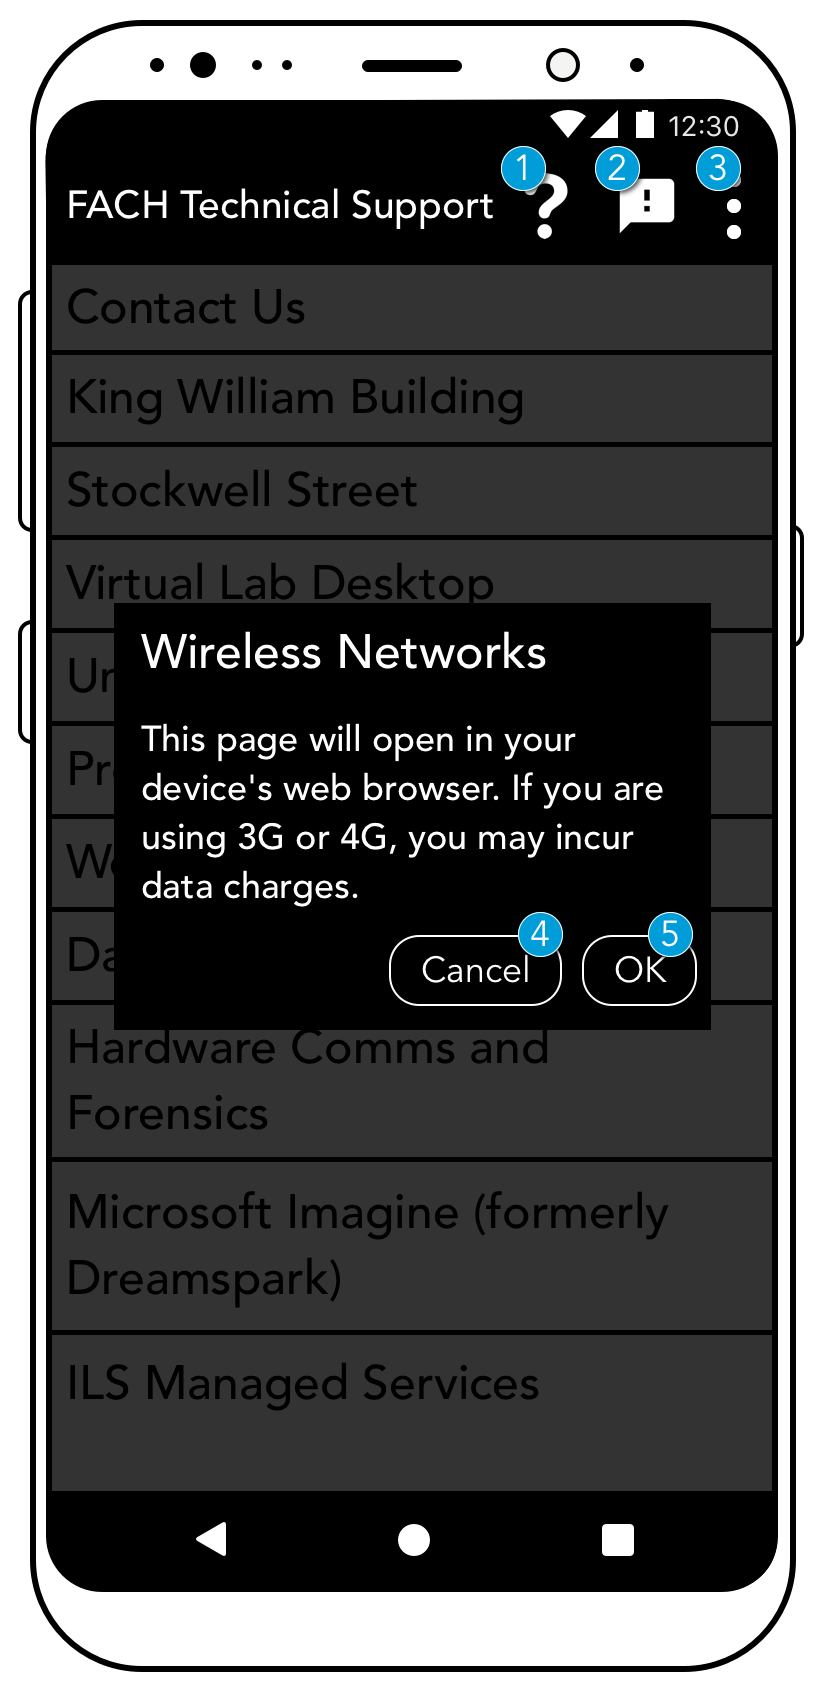 12:30
1 2 3
FACH Technical Support
Contact Us
King William Building
Stockwell Street
Virtual Lab Desktop
Un
Pr
We
Da
Wireless Networks
This page will open in your
device's web browser. If you are
using 3G or 4G, you may incur
data charges.
4 5
Cancel OK
Hardware Comms and
Forensics
Microsoft Imagine (formerly
Dreamspark)
ILS Managed Services